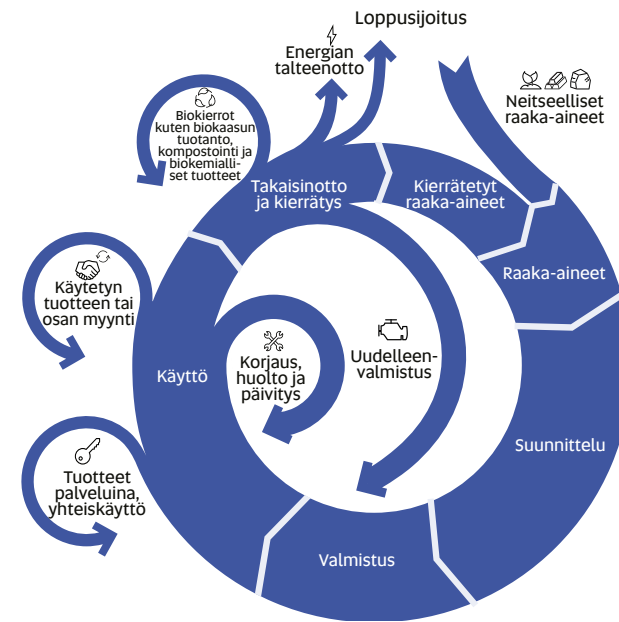 Loppusijoitus
Energian
talteenotto
Neitseelliset
raaka-aineet
Biokierrot
kuten biokaasun
tuotanto,
kompostointi ja
biokemialli-
set tuotteet
Takaisinotto
ja kierrätys
Kierrätetyt
raaka-aineet
Raaka-aineet
Käytetyn
tuotteen tai
osan myynti
Käyttö
Korjaus,
huolto ja
päivitys
Uudelleen-
valmistus
Suunnittelu
Tuotteet
palveluina,
yhteiskäyttö
Valmistus